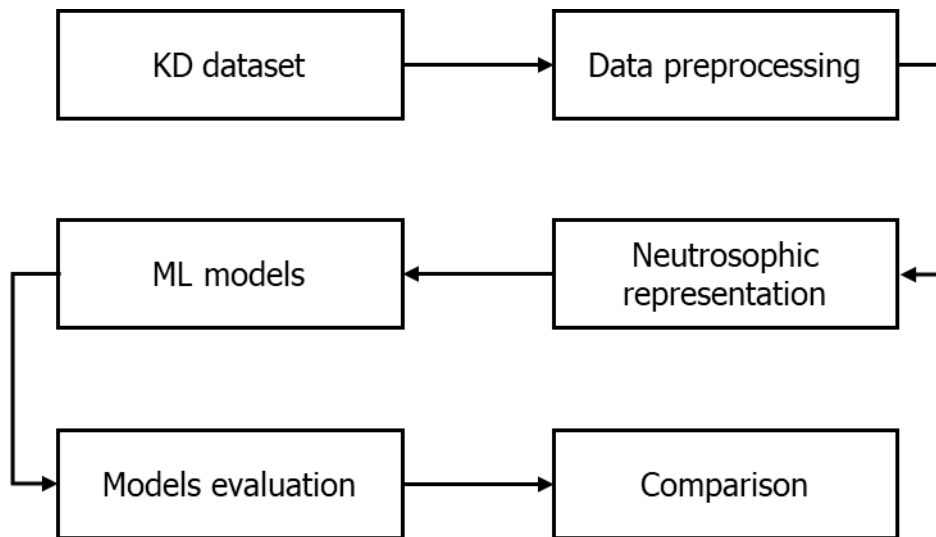 KD dataset
Data preprocessing
Neutrosophic
representation
ML models
Models evaluation
Comparison